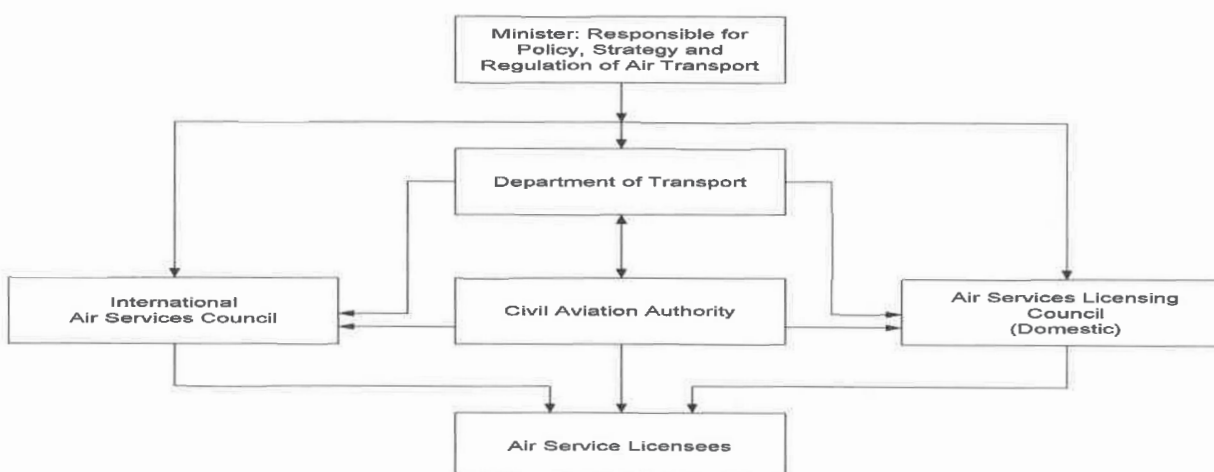 Minister: Responsible for
Policy, Strategy and
Regulation of Air Transport
Department of Transport
International
Air Services Council
Civil Aviation Authority
Air Services Licensing
Council
(Domestic)
Air Service Licensees